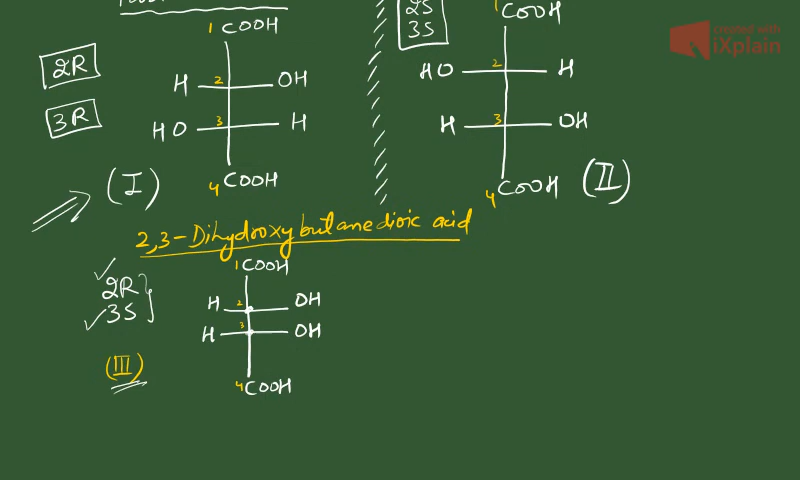 1 COOH
2R
H 2 OH
3R
HO 3 H
4 COOH
(I)
2S
3S
1 COOH
HO 2 H
H 3 OH
4 COOH (II)
created with
iXplain
2,3-Dihydroxybutanedioic acid
1 COOH
2R
3S
H 2 OH
H 3 OH
(III)
4 COOH